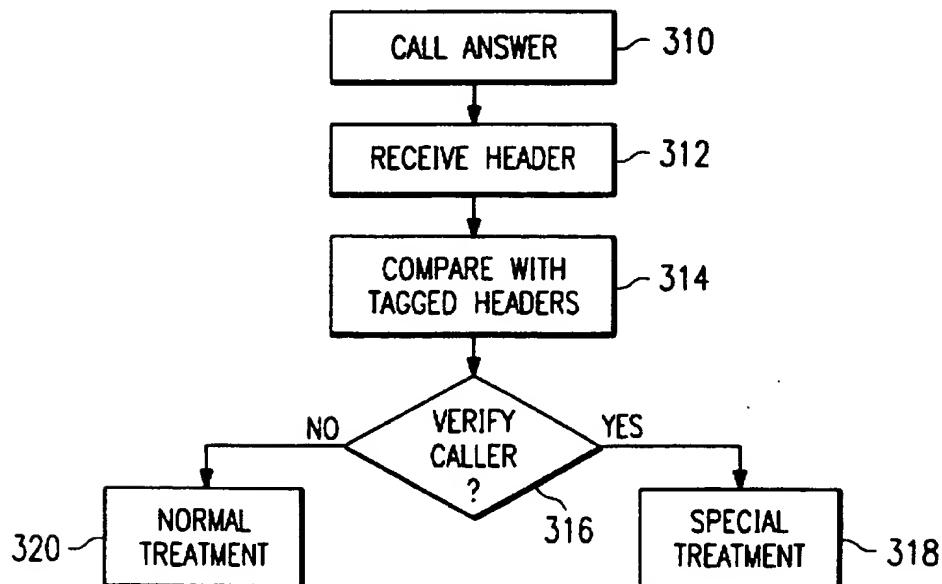 CALL ANSWER
310
RECEIVE HEADER
312
COMPARE WITH
TAGGED HEADERS
314
VERIFY
CALLER
?
316
NO
YES
NORMAL
TREATMENT
320
SPECIAL
TREATMENT
318